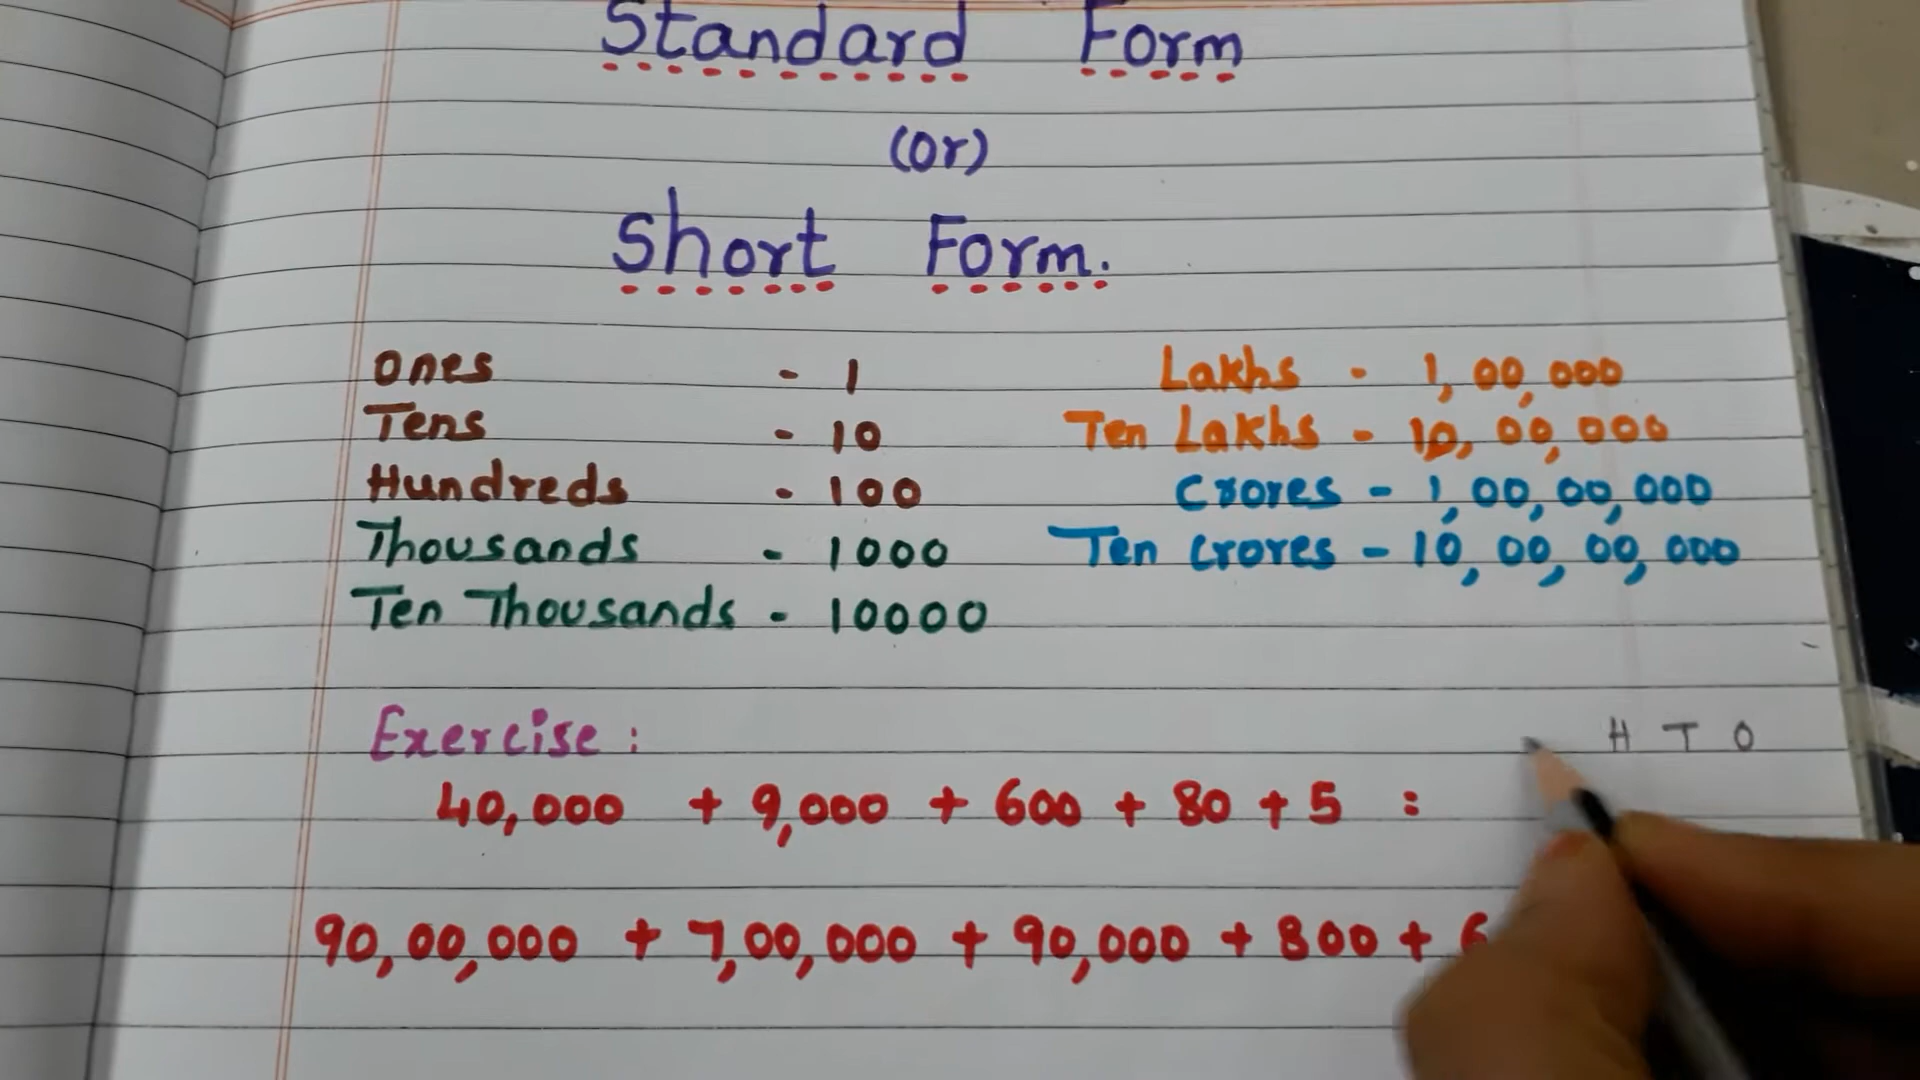 Standard Form
(Or)
Short Form.
Ones - 1
Tens - 10
Hundreds - 100
Thousands - 1000
Ten Thousands - 10000
Lakhs - 1,00,000
Ten Lakhs - 10,00,000
Crores - 1,00,00,000
Ten Crores - 10,00,00,000
Exercise:
H T O
40,000 + 9,000 + 600 + 80 + 5 :
90,00,000 + 7,00,000 + 90,000 + 800 +